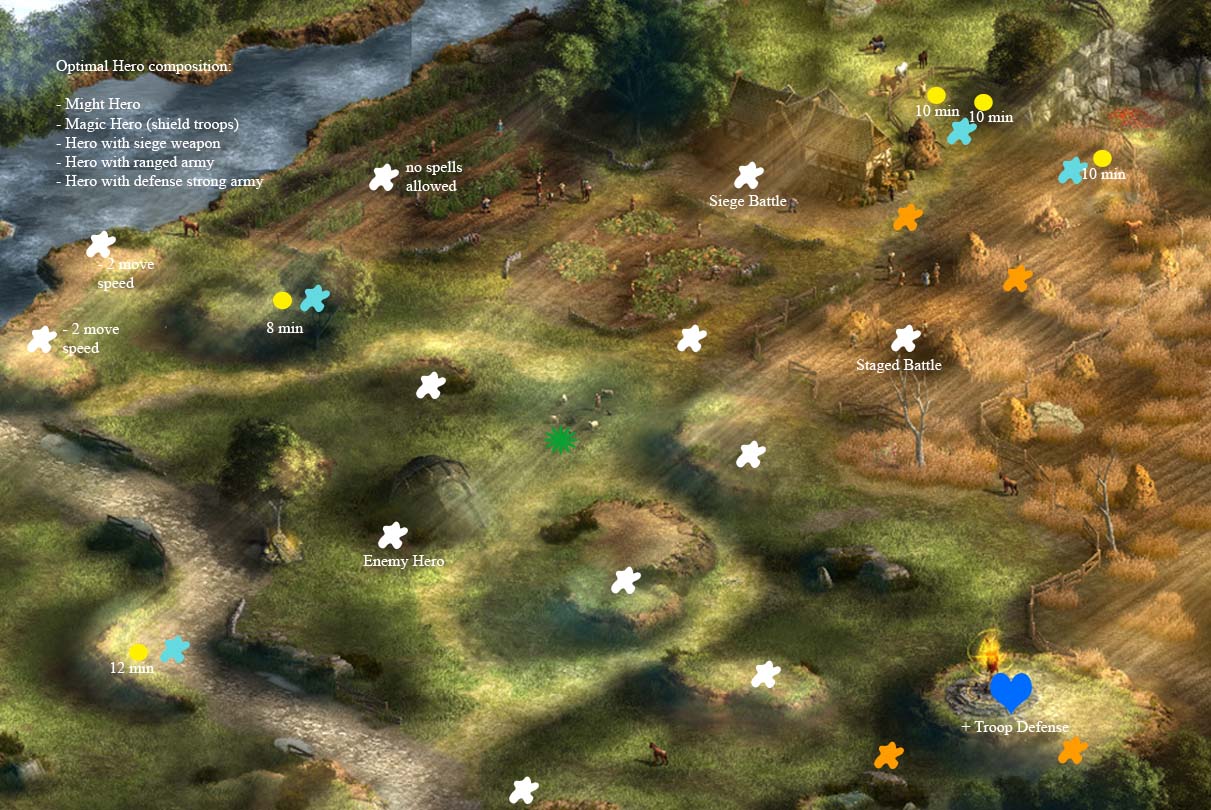 Optimal Hero composition:
- Might Hero
- Magic Hero (shield troops)
- Hero with siege weapon
- Hero with ranged army
- Hero with defense strong army
10 min
10 min
no spells
allowed
10 min
Siege Battle
- 2 move
speed
8 min
- 2 move
speed
Staged Battle
Enemy Hero
12 min
+ Troop Defense